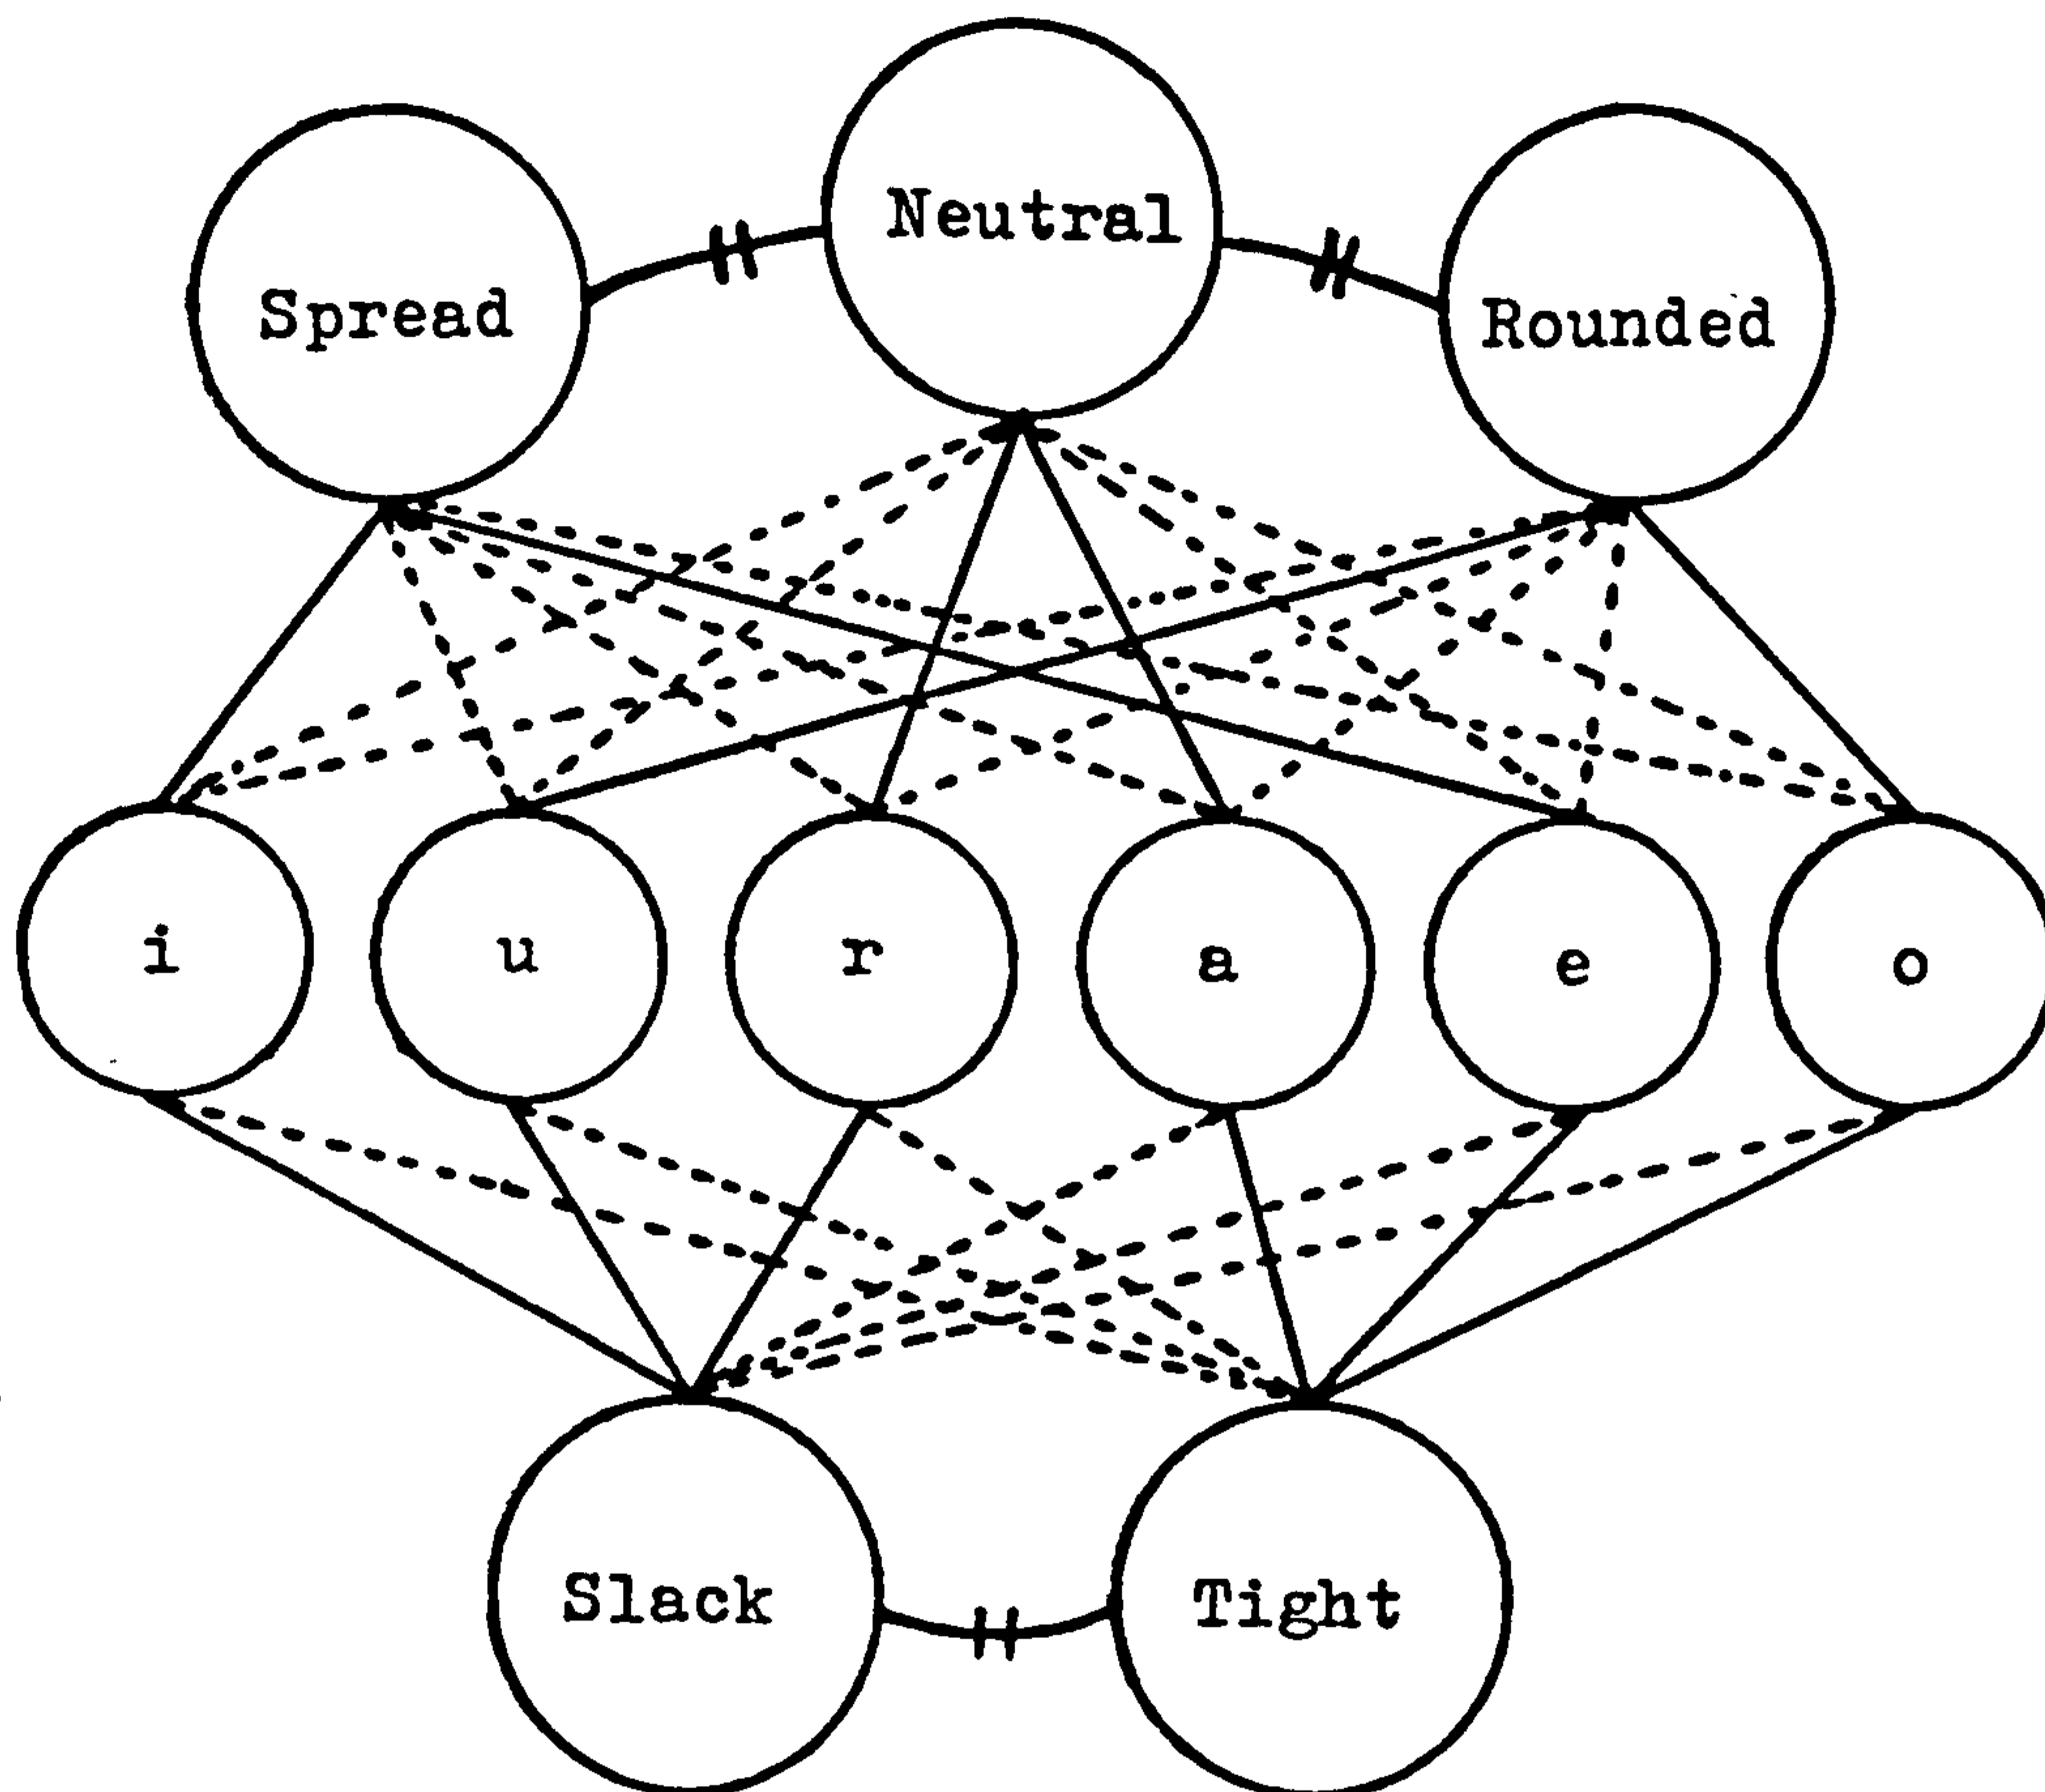 Neutral
Spread
Rounded
i
u
r
a
e
o
Slack
Tight